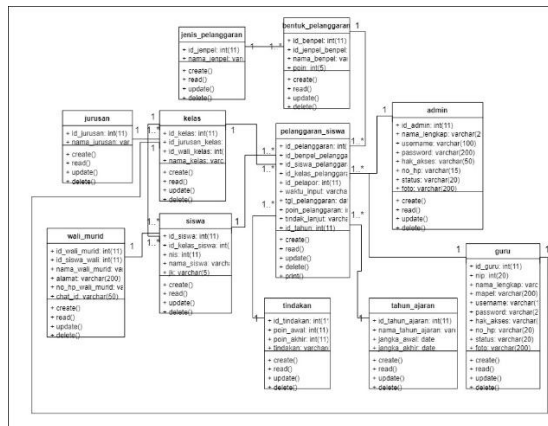 jenis_pelanggaran
+ id_jenpel: int(11)
+ nama_jenpel: var
+ create()
+ read()
+ update()
+ delete()
bentuk_pelanggaran
+ id_benpel: int(11)
+ id_jenpel_benpel:
+ nama_benpel: var
+ poin: int(5)
+ create()
+ read()
+ update()
+ delete()
1
1
1..*
1..*
jurusan
+ id_jurusan: int(11)
+ nama_jurusan: var
+ create()
+ read()
+ update()
+ delete()
kelas
+ id_kelas: int(11)
+ id_jurusan_kelas
+ id_wali_kelas: int(
+ nama_kelas: varc
+ create()
+ read()
+ update()
+ delete()
pelanggaran_siswa
+ id_pelanggaran: int(
+ id_benpel_pelangga
+ id_siswa_pelanggar
+ id_kelas_pelanggar
+ id_pelapor: int(11)
+ waktu_input: varch
+ tgl_pelanggaran: da
+ poin_pelanggaran: i
+ tindak_lanjut: varch
+ id_tahun: int(11)
+ create()
+ read()
+ update()
+ delete()
+ print()
admin
+ id_admin: int(11)
+ nama_lengkap: varchar(2
+ username: varchar(100)
+ password: varchar(200)
+ hak_akses: varchar(50)
+ no_hp: varchar(15)
+ status: varchar(20)
+ foto: varchar(200)
+ create()
+ read()
+ update()
+ delete()
wali_murid
+ id_wali_murid: int(11)
+ id_siswa_wali: int(11)
+ nama_wali_murid: va
+ alamat: varchar(200)
+ no_hp_wali_murid: v
+ chat_id: varchar(50)
+ create()
+ read()
+ update()
+ delete()
siswa
+ id_siswa: int(11)
+ id_kelas_siswa: int(
+ nis: int(11)
+ nama_siswa: varch
+ jk: varchar(5)
+ create()
+ read()
+ update()
+ delete()
guru
+ id_guru: int(11)
+ nip: int(20)
+ nama_lengkap: varc
+ mapel: varchar(200)
+ username: varchar(1
+ password: varchar(2
+ hak_akses: varchar(
+ no_hp: varchar(20)
+ status: varchar(20)
+ foto: varchar(200)
+ create()
+ read()
+ update()
+ delete()
tindakan
+ id_tindakan: int(1
+ poin_awal: int(11)
+ poin_akhir: int(11)
+ tindakan: varchar
+ create()
+ read()
+ update()
+ delete()
tahun_ajaran
+ id_tahun_ajaran: int(11)
+ nama_tahun_ajaran: var
+ jangka_awal: date
+ jangka_akhir: date
+ create()
+ read()
+ update()
+ delete()